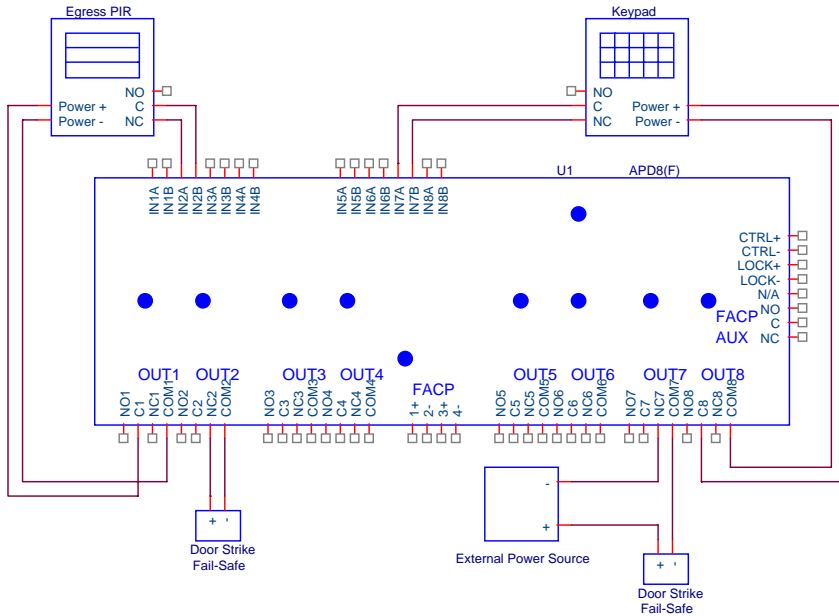 Egress PIR
Keypad
NO
C
NC
Power +
Power -
NO
C
NC
Power +
Power -
IN1A
IN1B
IN2A
IN2B
IN3A
IN3B
IN4A
IN4B
IN5A
IN5B
IN6A
IN6B
IN7A
IN7B
IN8A
IN8B
U1
APD8(F)
CTRL+
CTRL-
LOCK+
LOCK-
N/A
NO
C
NC
FACP
AUX
OUT1
OUT2
OUT3
OUT4
FACP
OUT5
OUT6
OUT7
OUT8
NO1
C1
NC1
COM1
NO2
C2
NC2
COM2
NO3
C3
NC3
COM3
NO4
C4
NC4
COM4
1+
2-
3+
4-
NO5
C5
NC5
COM5
NO6
C6
NC6
COM6
NO7
C7
NC7
COM7
NO8
C8
NC8
COM8
+ -
Door Strike
Fail-Safe
-
+
External Power Source
+ -
Door Strike
Fail-Safe